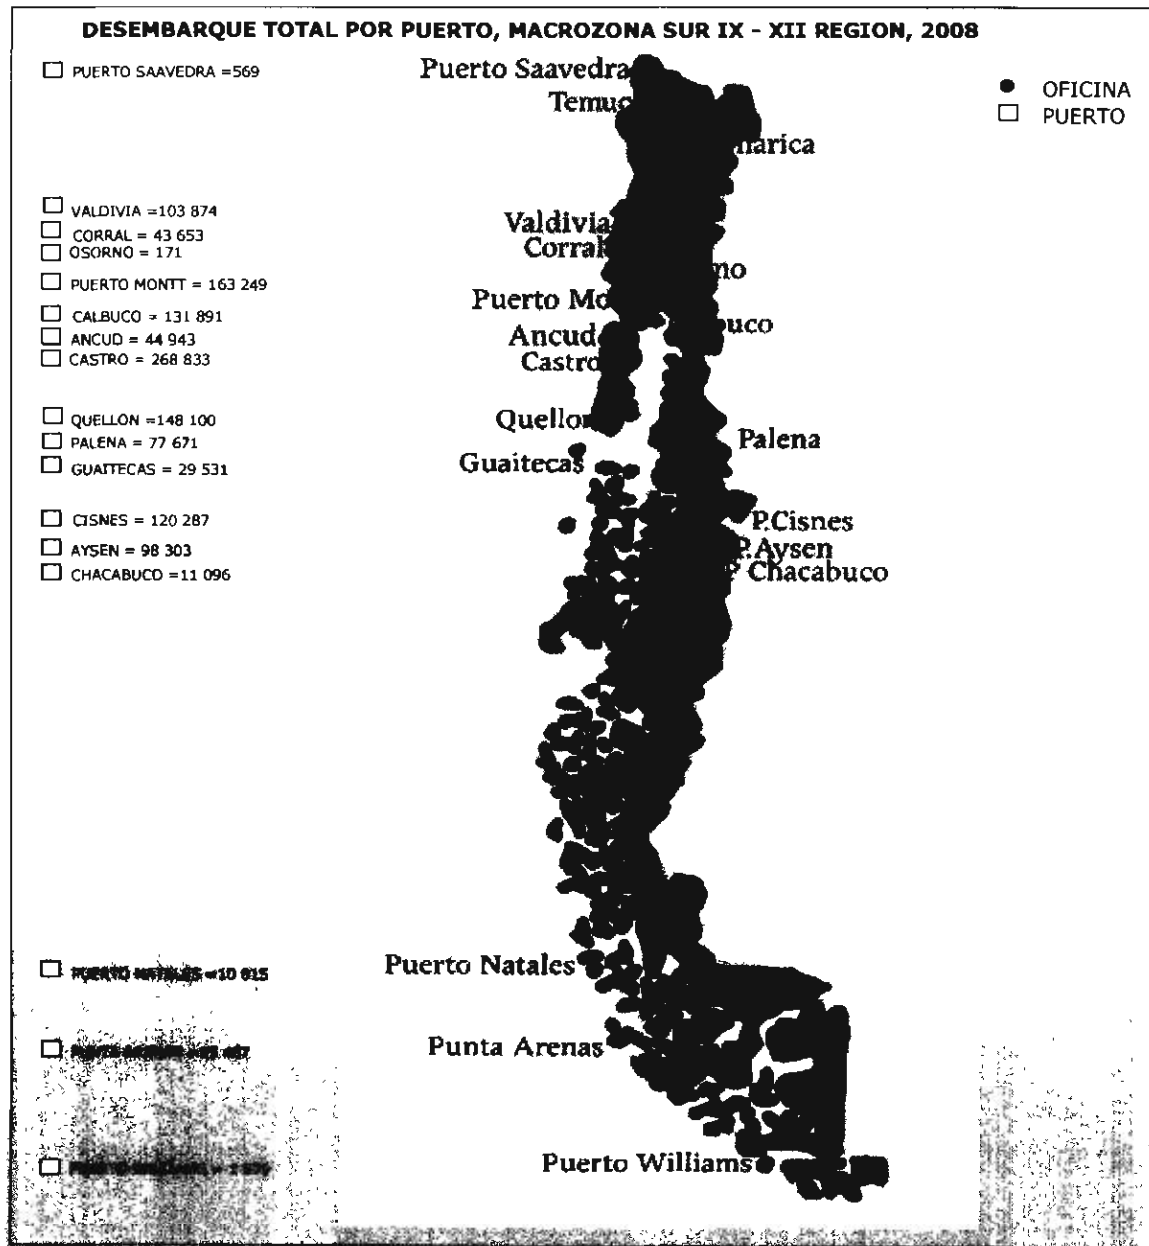 DESEMBARQUE TOTAL POR PUERTO, MACROZONA SUR IX - XII REGION, 2008
PUERTO SAAVEDRA =569
Puerto Saavedra
OFICINA
Temuc
PUERTO
narica
VALDIVIA =103 874
Valdivia
CORRAL = 43 653
Corral
OSORNO = 171
no
PUERTO MONTT = 163 249
Puerto Mo
CALBUCO = 131 891
uco
ANCUD = 44 943
Ancud
CASTRO = 268 833
Castro
QUELLON =148 100
Quellon
PALENA = 77 671
Palena
GUAITECAS = 29 531
Guaitecas
CISNES = 120 287
P.Cisnes
AYSEN = 98 303
P.Aysen
CHACABUCO =11 096
P Chacabuco
PUERTO NATALES =10 815
Puerto Natales
Punta Arenas
Puerto Williams